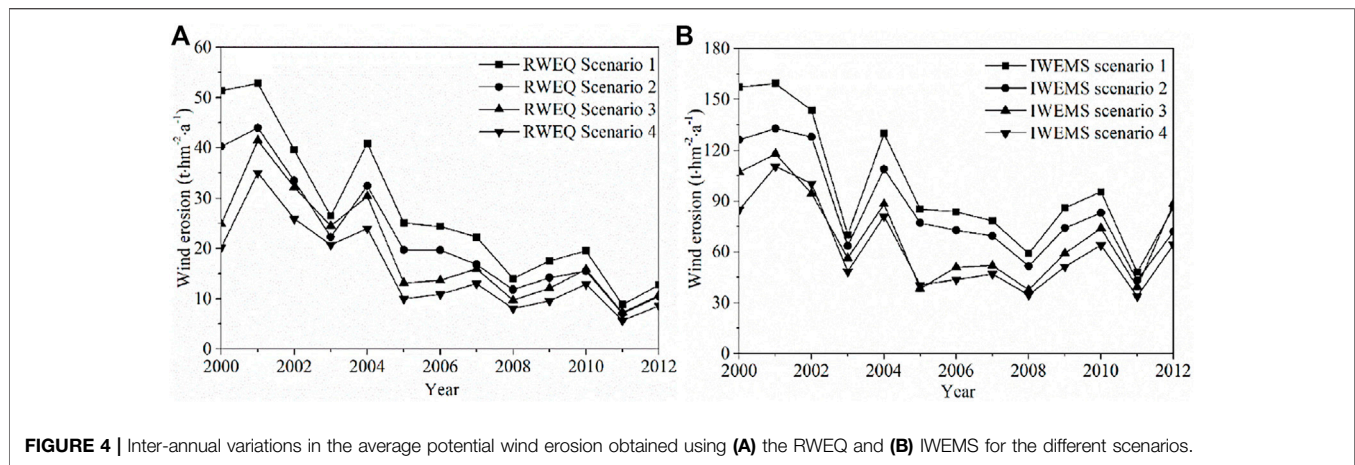 A
Wind erosion (t·hm-2·a-1)
60
50
40
30
20
10
0
RWEQ Scenario 1
RWEQ Scenario 2
RWEQ Scenario 3
RWEQ Scenario 4
2000 2002 2004 2006 2008 2010 2012
Year
B
Wind erosion (t·hm-2·a-1)
180
150
120
90
60
30
0
IWEMS scenario 1
IWEMS scenario 2
IWEMS scenario 3
IWEMS scenario 4
2000 2002 2004 2006 2008 2010 2012
Year
FIGURE 4 | Inter-annual variations in the average potential wind erosion obtained using (A) the RWEQ and (B) IWEMS for the different scenarios.